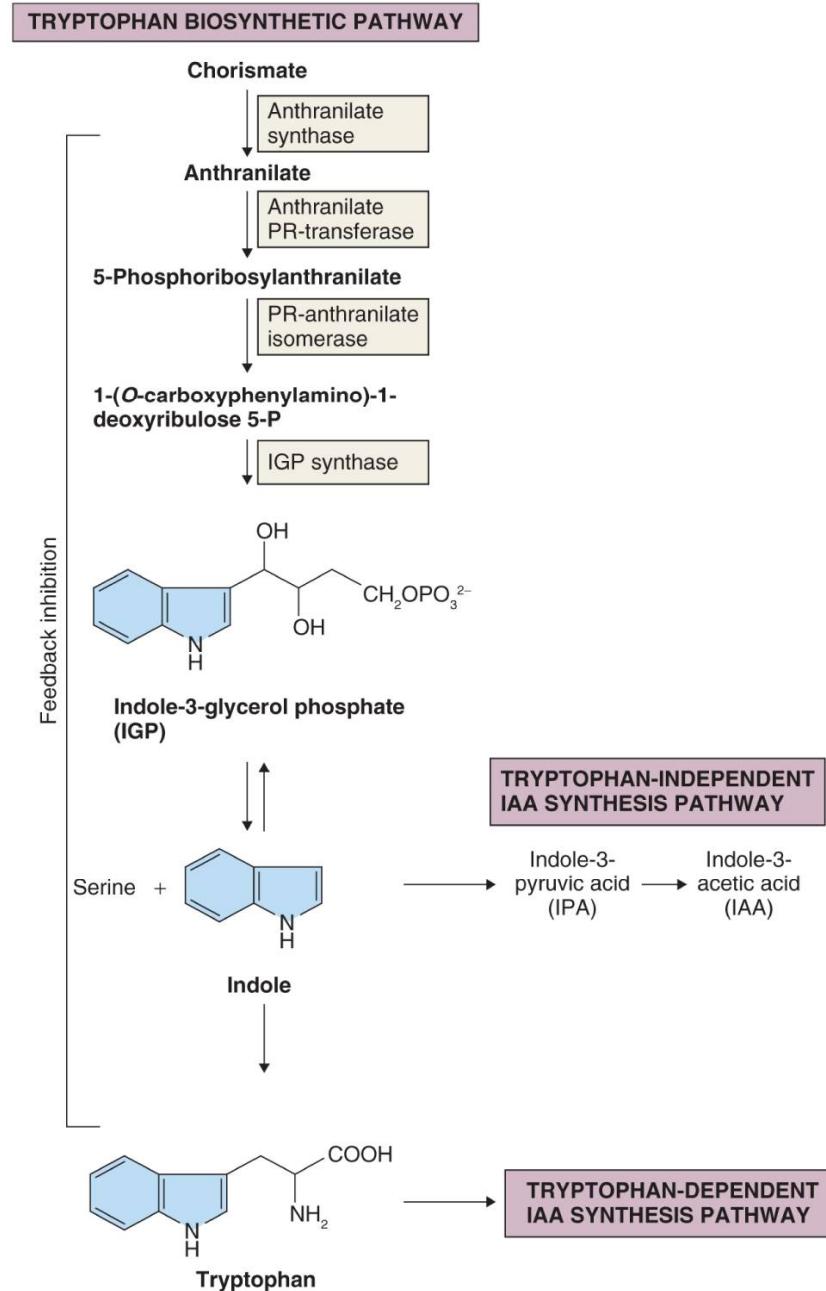 TRYPTOPHAN BIOSYNTHETIC PATHWAY
Chorismate
Anthranilate
synthase
Anthranilate
Anthranilate
PR-transferase
5-Phosphoribosylanthranilate
PR-anthranilate
isomerase
1-(O-carboxyphenylamino)-1-
deoxyribulose 5-P
IGP synthase
Feedback inhibition
OH
CH₂OPO₃²⁻
OH
N
H
Indole-3-glycerol phosphate
(IGP)
TRYPTOPHAN-INDEPENDENT
IAA SYNTHESIS PATHWAY
Serine +
N
H
Indole-3-
pyruvic acid
(IPA)
Indole-3-
acetic acid
(IAA)
Indole
COOH
NH₂
N
H
Tryptophan
TRYPTOPHAN-DEPENDENT
IAA SYNTHESIS PATHWAY